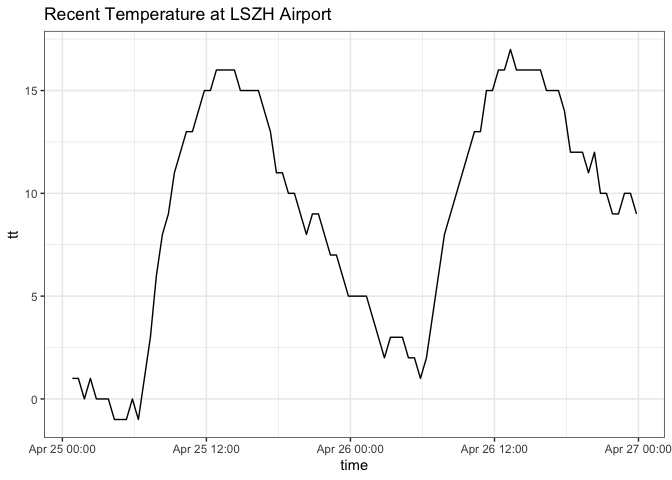 Recent Temperature at LSZH Airport
15
10
5
0
tt
Apr 25 00:00 Apr 25 12:00 Apr 26 00:00 Apr 26 12:00 Apr 27 00:00
time